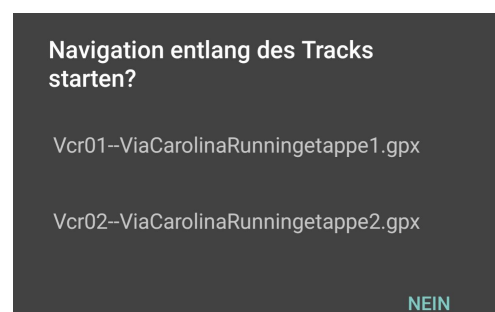 Navigation entlang des Tracks
starten?
Vcr01--ViaCarolinaRunningetappe1.gpx
Vcr02--ViaCarolinaRunningetappe2.gpx
NEIN